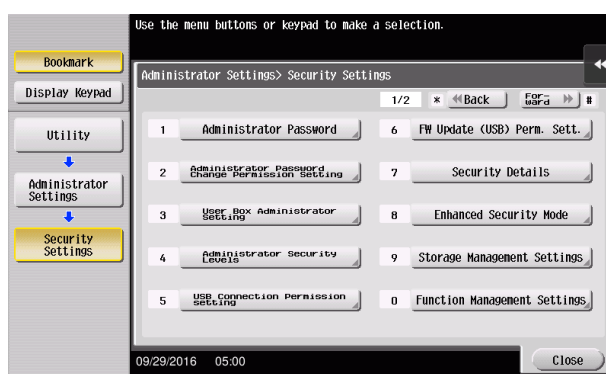 Use the menu buttons or keypad to make a selection.
Bookmark
Display Keypad
Utility
Administrator
Settings
Security
Settings
Administrator Settings> Security Settings
1/2 * Back For-
ward #
1 Administrator Password
2 Administrator Password
Change Permission Setting
3 User Box Administrator
Setting
4 Administrator Security
Levels
5 USB Connection Permission
setting
6 FW Update (USB) Perm. Sett.
7 Security Details
8 Enhanced Security Mode
9 Storage Management Settings
0 Function Management Settings
09/29/2016 05:00
Close